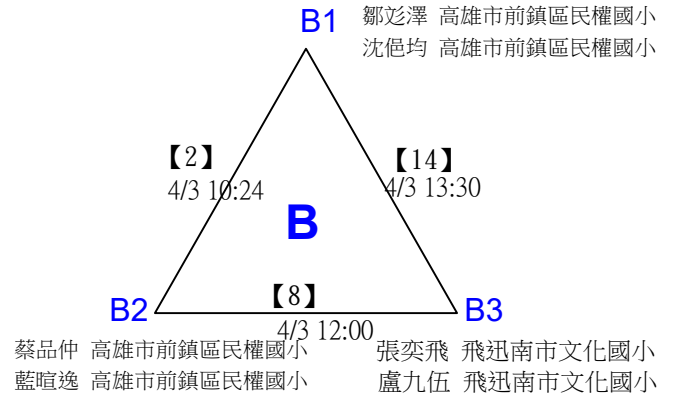 B1
鄒彣澤 高雄市前鎮區民權國小
沈俋均 高雄市前鎮區民權國小
【2】
4/3 10:24
【14】
4/3 13:30
B
B2
【8】
4/3 12:00
B3
蔡品仲 高雄市前鎮區民權國小
藍暄逸 高雄市前鎮區民權國小
張奕飛 飛迅南市文化國小
盧九伍 飛迅南市文化國小